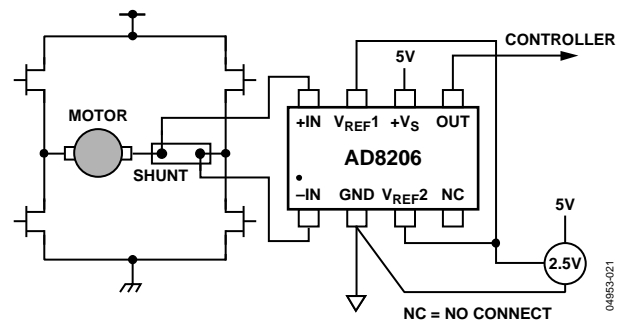 CONTROLLER
5V
MOTOR
+IN VREF1 +VS OUT
AD8206
SHUNT
–IN GND VREF2 NC
5V
2.5V
NC = NO CONNECT
04953-021